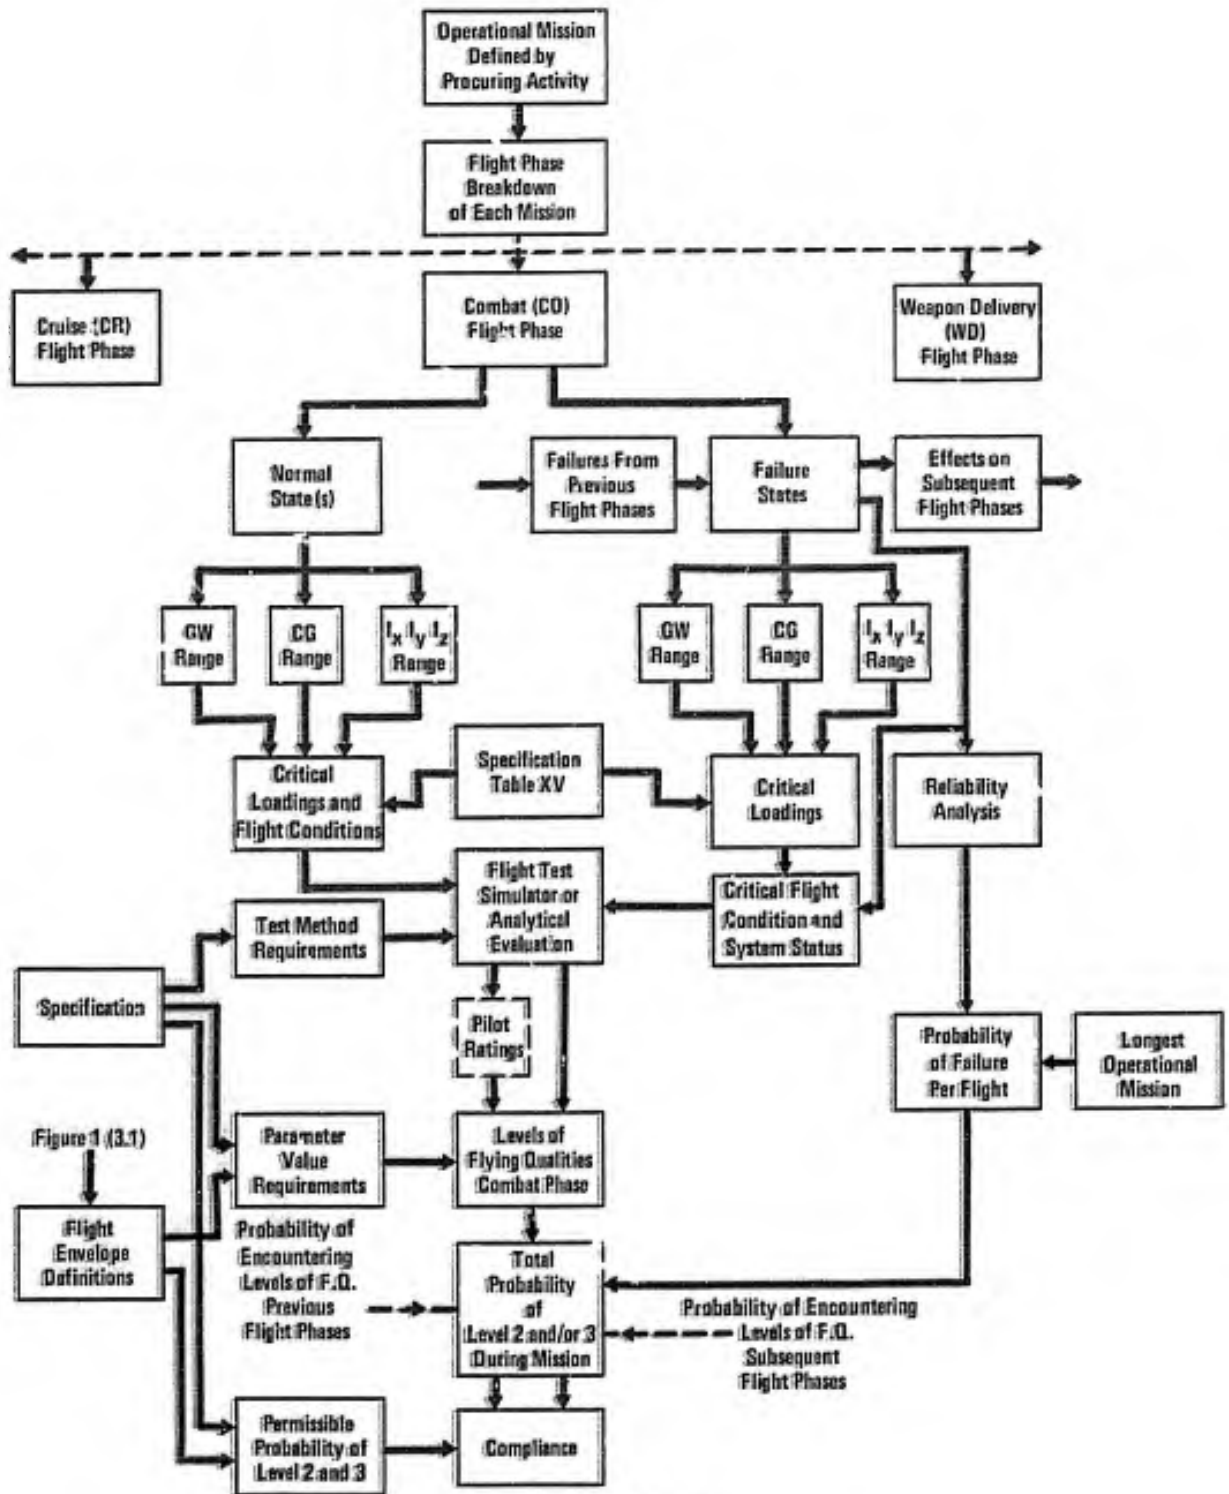 Operational Mission
Defined by
Procuring Activity
Flight Phase
Breakdown
of Each Mission
Cruise (CR)
Flight Phase
Combat (CO)
Flight Phase
Weapon Delivery
(WD)
Flight Phase
Normal
State(s)
Failures From
Previous
Flight Phases
Failure
States
Effects on
Subsequent
Flight Phases
GW
Range
CG
Range
Ix Iy Iz
Range
GW
Range
CG
Range
Ix Iy Iz
Range
Critical
Loadings and
Flight Conditions
Specification
Table XV
Critical
Loadings
Reliability
Analysis
Flight Test
Simulator or
Analytical
Evaluation
Critical Flight
Condition and
System Status
Test Method
Requirements
Specification
Pilot
Ratings
Probability
of Failure
Per Flight
Longest
Operational
Mission
Figure 1 (3.1)
Parameter
Value
Requirements
Levels of
Flying Qualities
Combat Phase
Flight
Envelope
Definitions
Probability of
Encountering
Levels of F.Q.
Previous
Flight Phases
Total
Probability
of
Level 2 and/or 3
During Mission
Probability of Encountering
Levels of F.Q.
Subsequent
Flight Phases
Permissible
Probability of
Level 2 and 3
Compliance